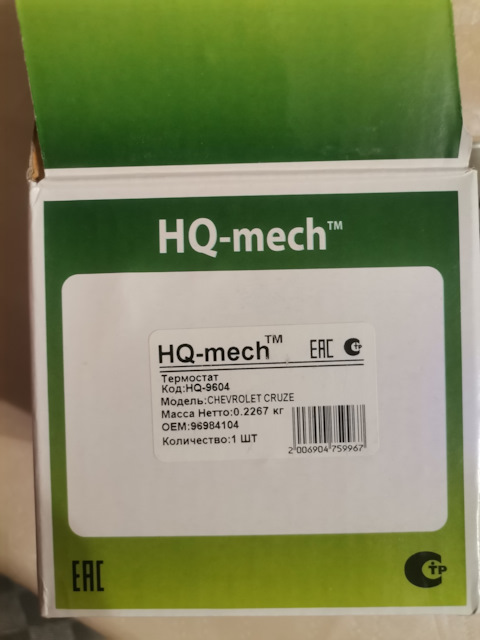 HQ-mech™
HQ-mech™ EAC
Термостат
Код:HQ-9604
Модель:CHEVROLET CRUZE
Масса Нетто:0.2267 кг
OEM:96984104
Количество:1 ШТ
2 006904 759967
EAC СТР